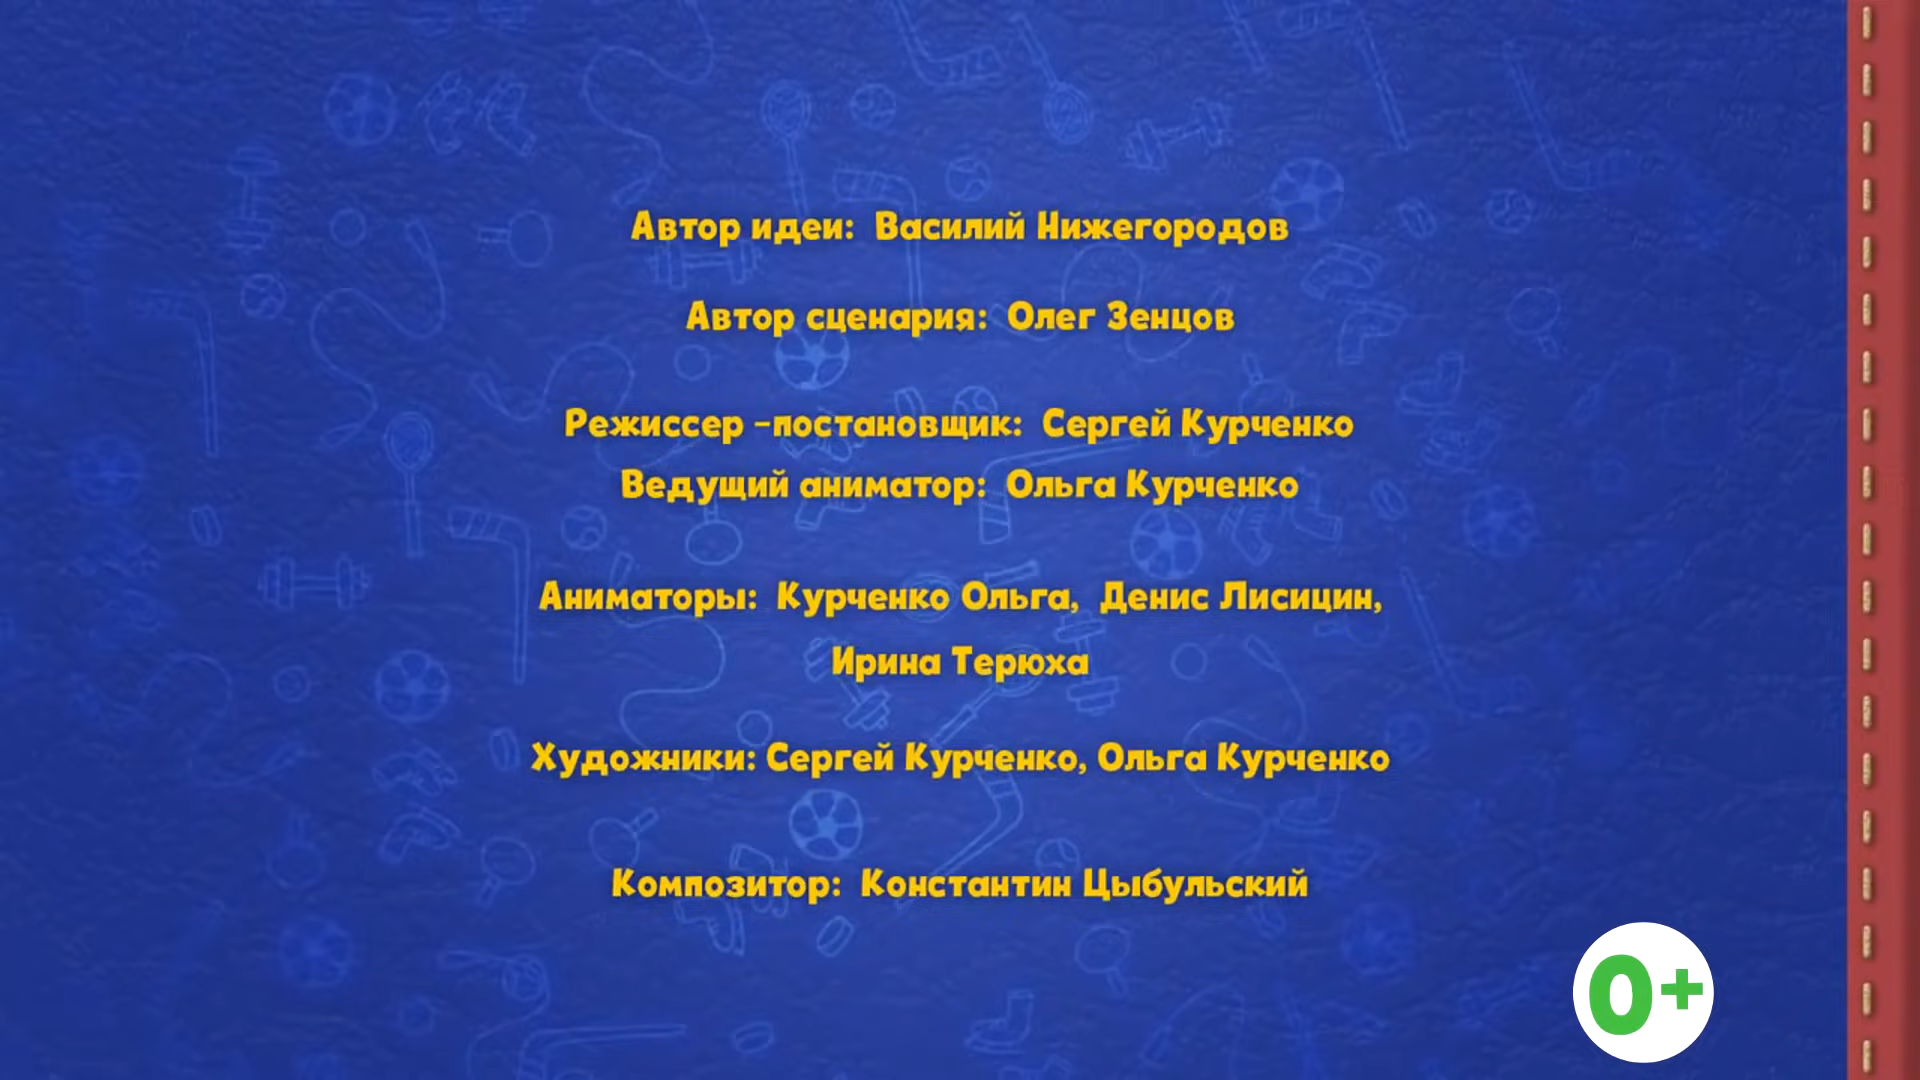 Автор идеи: Василий Нижегородов
Автор сценария: Олег Зенцов
Режиссер -постановщик: Сергей Курченко
Ведущий аниматор: Ольга Курченко
Аниматоры: Курченко Ольга, Денис Лисицин,
Ирина Терюха
Художники: Сергей Курченко, Ольга Курченко
Композитор: Константин Цыбульский
0+